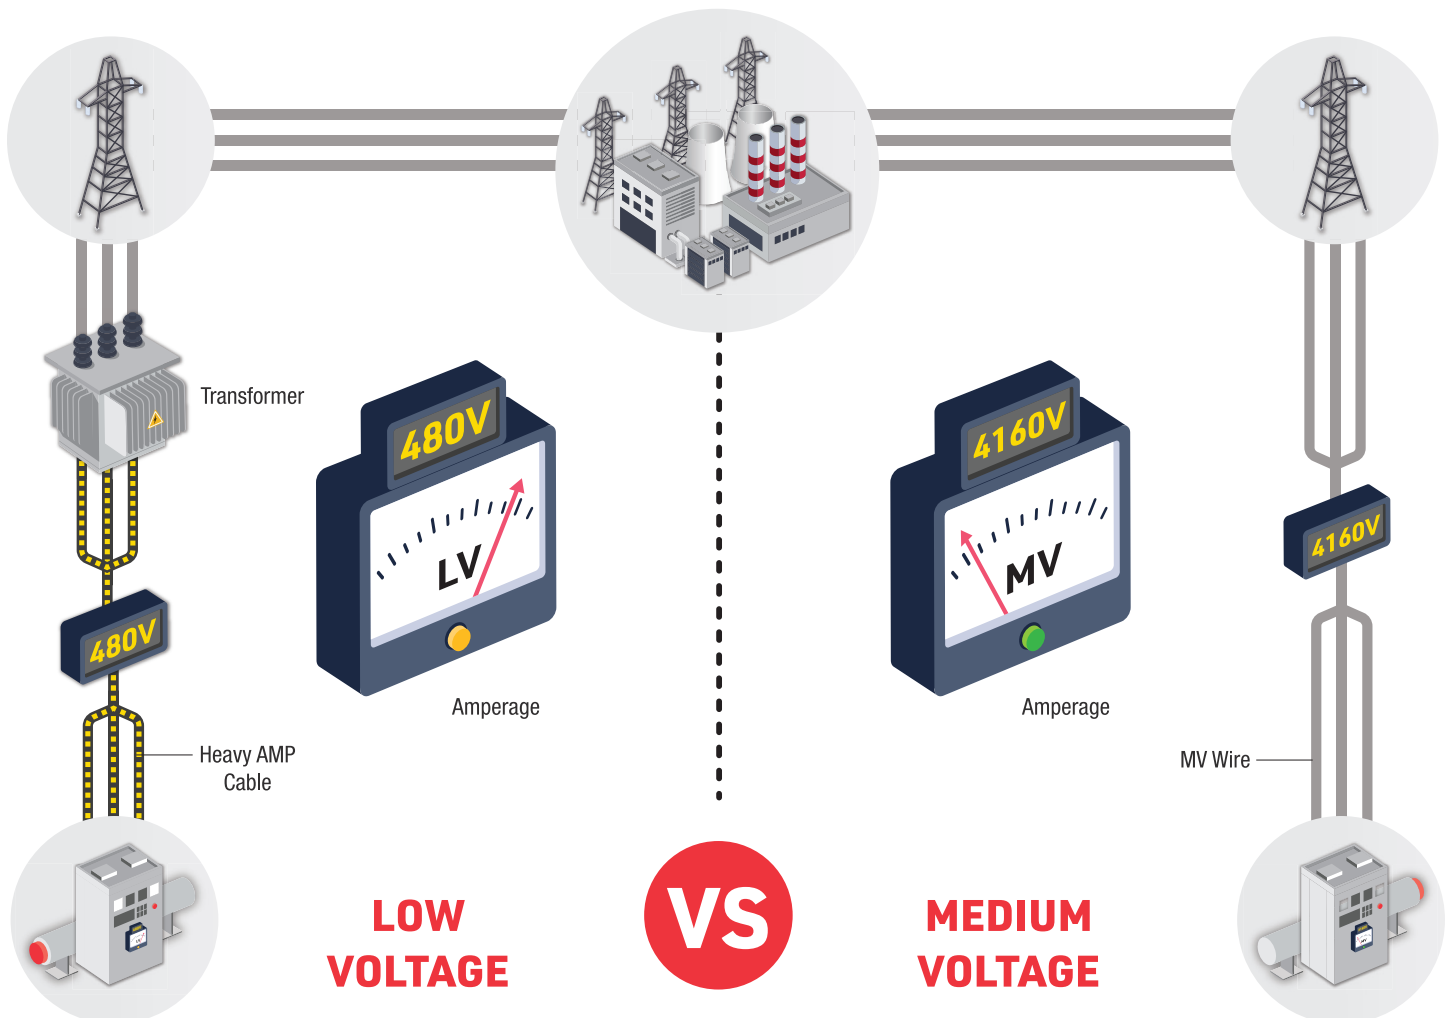 Transformer
480V
4160V
LV
MV
4160V
480V
Amperage
Amperage
Heavy AMP
Cable
MV Wire
LOW
VOLTAGE
VS
MEDIUM
VOLTAGE
MV